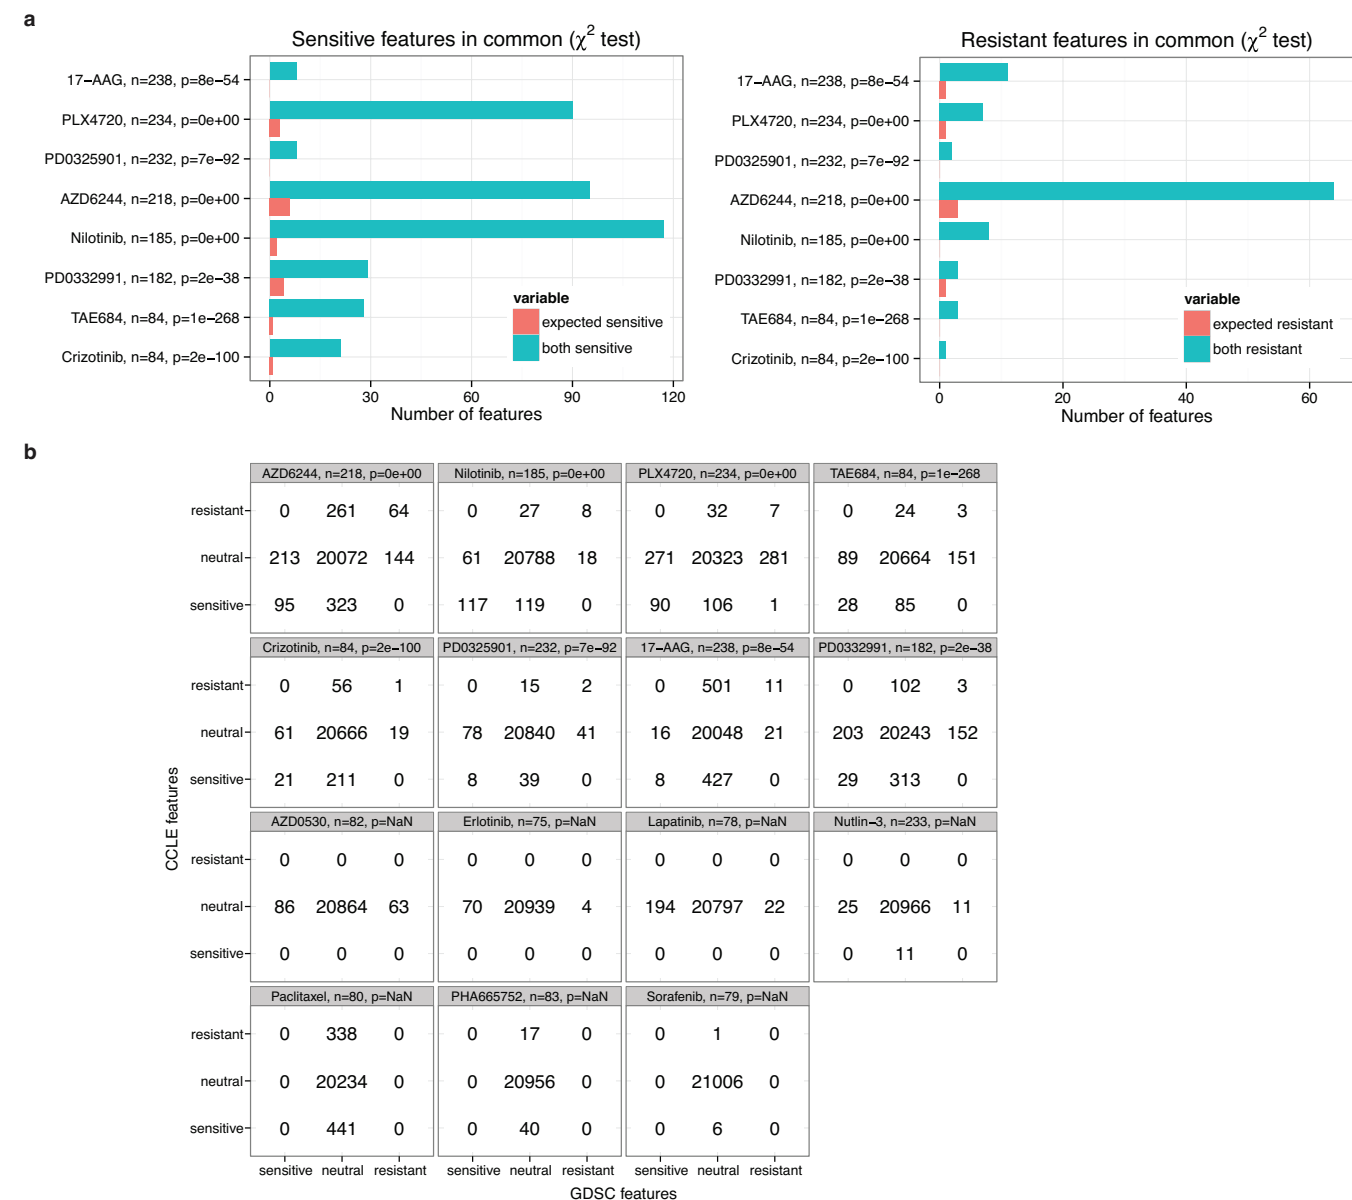 a
Sensitive features in common (χ² test)
17−AAG, n=238, p=8e−54
PLX4720, n=234, p=0e+00
PD0325901, n=232, p=7e−92
AZD6244, n=218, p=0e+00
Nilotinib, n=185, p=0e+00
PD0332991, n=182, p=2e−38
TAE684, n=84, p=1e−268
Crizotinib, n=84, p=2e−100
variable
expected sensitive
both sensitive
0 30 60 90 120
Number of features
Resistant features in common (χ² test)
17−AAG, n=238, p=8e−54
PLX4720, n=234, p=0e+00
PD0325901, n=232, p=7e−92
AZD6244, n=218, p=0e+00
Nilotinib, n=185, p=0e+00
PD0332991, n=182, p=2e−38
TAE684, n=84, p=1e−268
Crizotinib, n=84, p=2e−100
variable
expected resistant
both resistant
0 20 40 60
Number of features
b
CCLE features
AZD6244, n=218, p=0e+00 Nilotinib, n=185, p=0e+00 PLX4720, n=234, p=0e+00 TAE684, n=84, p=1e−268
resistant 0 261 64 0 27 8 0 32 7 0 24 3
neutral 213 20072 144 61 20788 18 271 20323 281 89 20664 151
sensitive 95 323 0 117 119 0 90 106 1 28 85 0
Crizotinib, n=84, p=2e−100 PD0325901, n=232, p=7e−92 17−AAG, n=238, p=8e−54 PD0332991, n=182, p=2e−38
resistant 0 56 1 0 15 2 0 501 11 0 102 3
neutral 61 20666 19 78 20840 41 16 20048 21 203 20243 152
sensitive 21 211 0 8 39 0 8 427 0 29 313 0
AZD0530, n=82, p=NaN Erlotinib, n=75, p=NaN Lapatinib, n=78, p=NaN Nutlin−3, n=233, p=NaN
resistant 0 0 0 0 0 0 0 0 0 0 0 0
neutral 86 20864 63 70 20939 4 194 20797 22 25 20966 11
sensitive 0 0 0 0 0 0 0 0 0 0 11 0
Paclitaxel, n=80, p=NaN PHA665752, n=83, p=NaN Sorafenib, n=79, p=NaN
resistant 0 338 0 0 17 0 0 1 0
neutral 0 20234 0 0 20956 0 0 21006 0
sensitive 0 441 0 0 40 0 0 6 0
sensitive neutral resistant sensitive neutral resistant sensitive neutral resistant
GDSC features